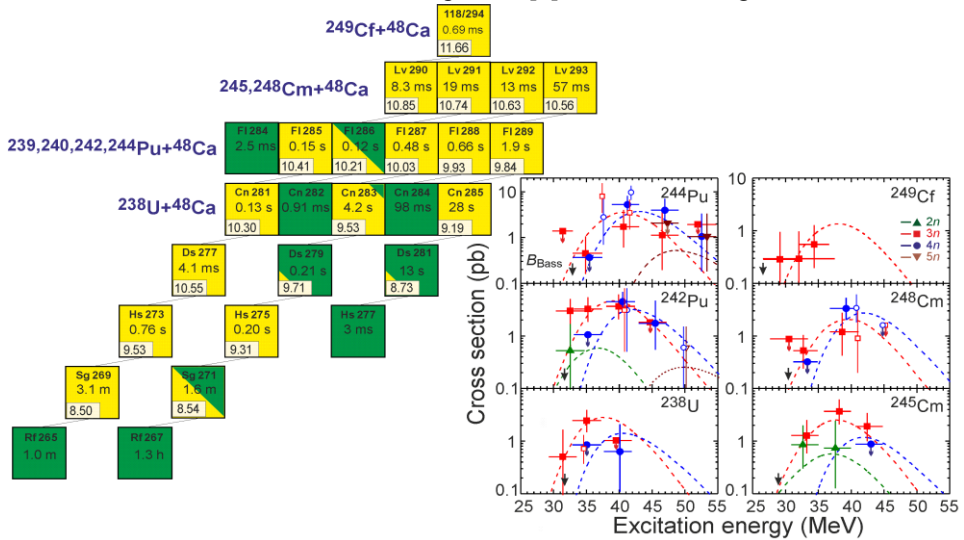 118/294
0.69 ms
11.66
249Cf+48Ca
Lv 290
8.3 ms
10.85
Lv 291
19 ms
10.74
Lv 292
13 ms
10.63
Lv 293
57 ms
10.56
245,248Cm+48Ca
Fl 284
2.5 ms
Fl 285
0.15 s
10.41
Fl 286
0.12 s
10.21
Fl 287
0.48 s
10.03
Fl 288
0.66 s
9.93
Fl 289
1.9 s
9.84
239,240,242,244Pu+48Ca
Cn 281
0.13 s
10.30
Cn 282
0.91 ms
Cn 283
4.2 s
9.53
Cn 284
98 ms
Cn 285
28 s
9.19
238U+48Ca
Ds 277
4.1 ms
10.55
Ds 279
0.21 s
9.71
Ds 281
13 s
8.73
Hs 273
0.76 s
9.53
Hs 275
0.20 s
9.31
Hs 277
3 ms
Sg 269
3.1 m
8.50
Sg 271
1.6 m
8.54
Rf 265
1.0 m
Rf 267
1.3 h
Cross section (pb)
10
1
0.1
1
0.1
1
0.1
244Pu
BBass
242Pu
238U
25 30 35 40 45 50 55
10
1
0.1
1
0.1
1
0.1
249Cf
2n
3n
4n
5n
248Cm
245Cm
25 30 35 40 45 50 55
Excitation energy (MeV)